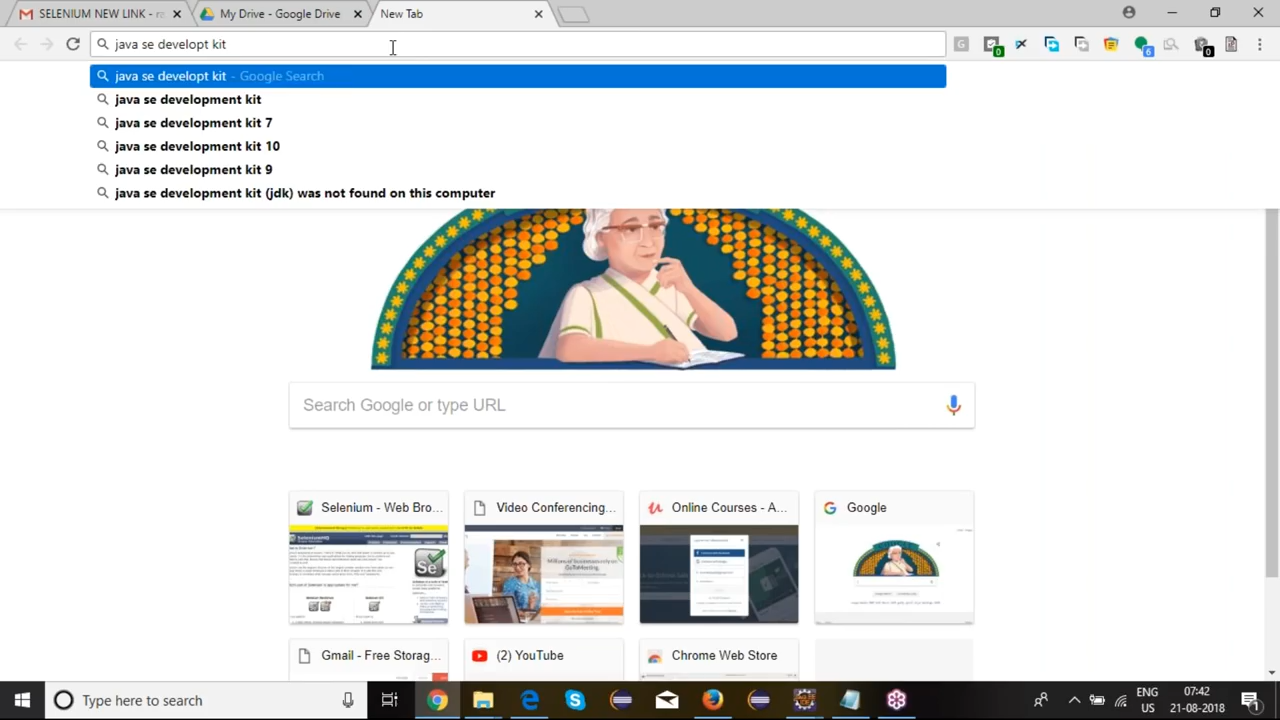 SELENIUM NEW LINK - ra
My Drive - Google Drive
New Tab
java se developt kit
java se developt kit - Google Search
java se development kit
java se development kit 7
java se development kit 10
java se development kit 9
java se development kit (jdk) was not found on this computer
Search Google or type URL
Selenium - Web Bro...
Video Conferencing...
Online Courses - A...
Google
Gmail - Free Storag...
(2) YouTube
Chrome Web Store
Type here to search
ENG
US
07:42
21-08-2018